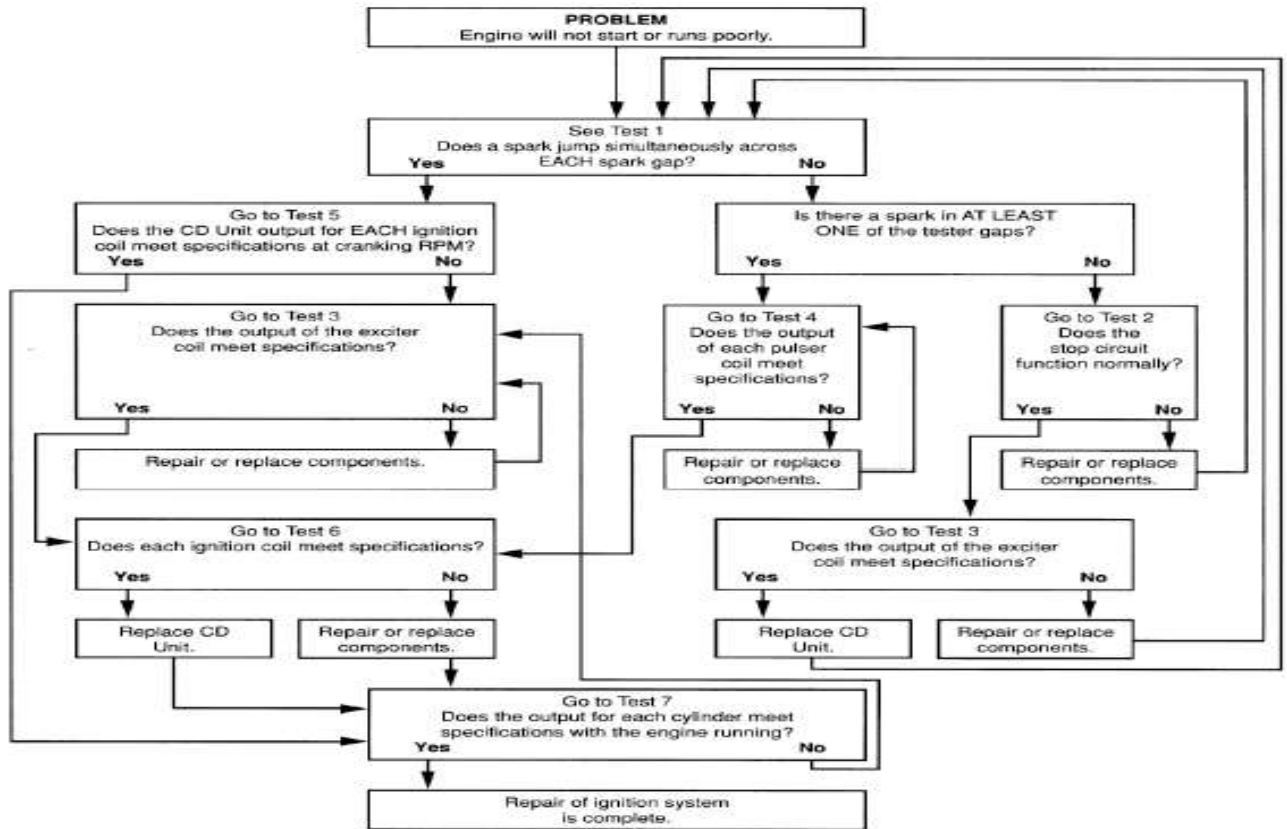 PROBLEM
Engine will not start or runs poorly.
See Test 1
Does a spark jump simultaneously across
EACH spark gap?
Yes
No
Go to Test 5
Does the CD Unit output for EACH ignition
coil meet specifications at cranking RPM?
Yes
No
Is there a spark in AT LEAST
ONE of the tester gaps?
Yes
No
Go to Test 3
Does the output of the exciter
coil meet specifications?
Yes
No
Go to Test 4
Does the output
of each pulser
coil meet
specifications?
Yes
No
Go to Test 2
Does the
stop circuit
function normally?
Yes
No
Repair or replace components.
Repair or replace
components.
Repair or replace
components.
Go to Test 6
Does each ignition coil meet specifications?
Yes
No
Go to Test 3
Does the output of the exciter
coil meet specifications?
Yes
No
Replace CD
Unit.
Repair or replace
components.
Replace CD
Unit.
Repair or replace
components.
Go to Test 7
Does the output for each cylinder meet
specifications with the engine running?
Yes
No
Repair of ignition system
is complete.